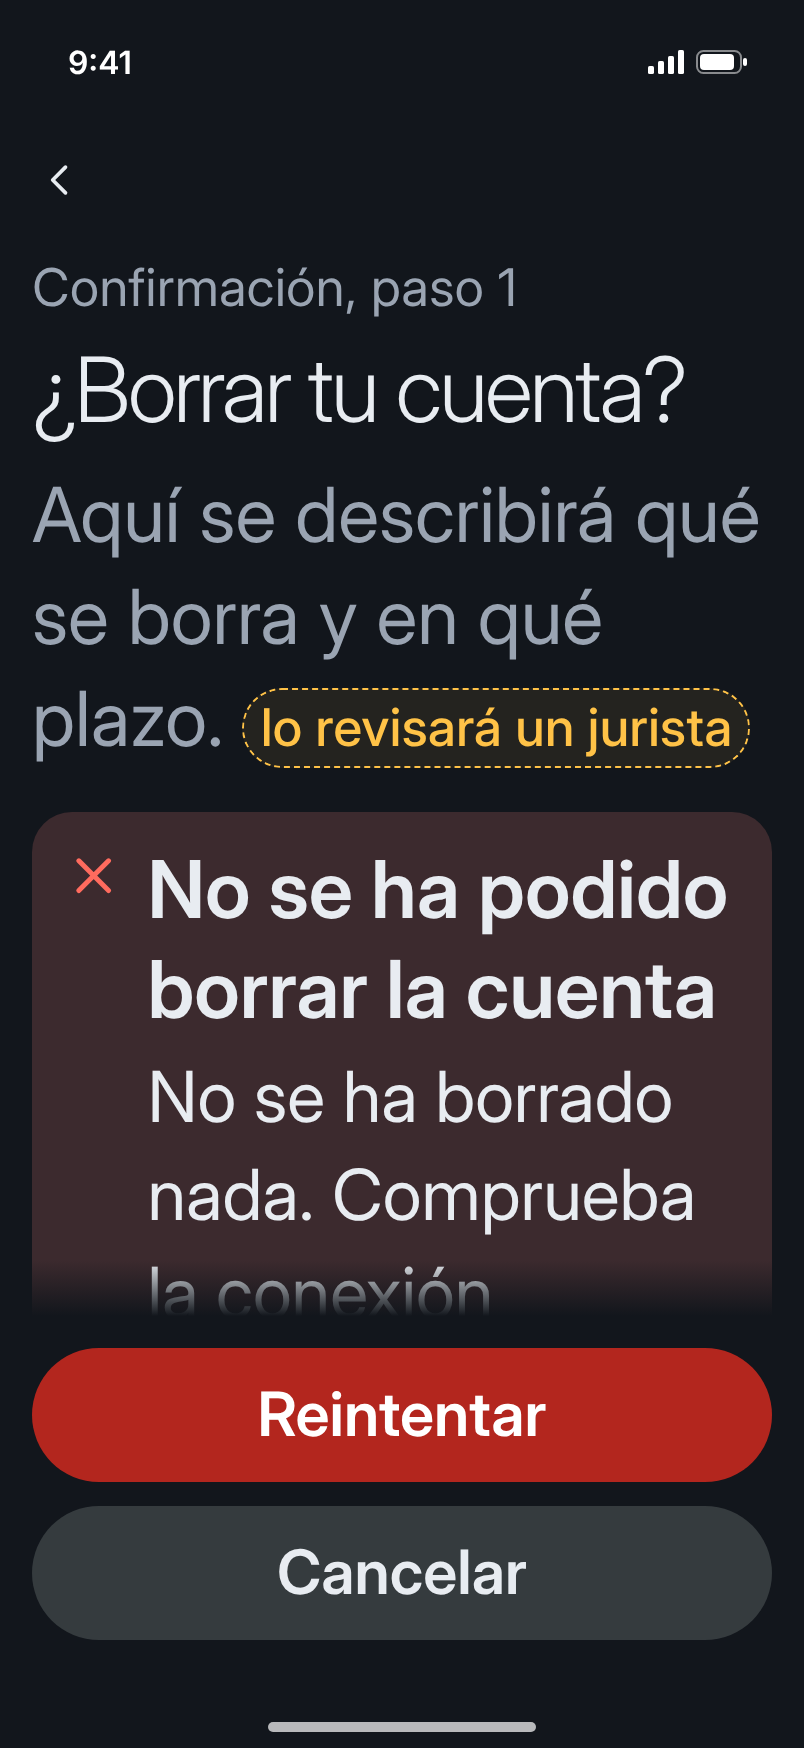 9:41
Confirmación, paso 1
¿Borrar tu cuenta?
Aquí se describirá qué
se borra y en qué
plazo. lo revisará un jurista
No se ha podido
borrar la cuenta
No se ha borrado
nada. Comprueba
la conexión
Reintentar
Cancelar